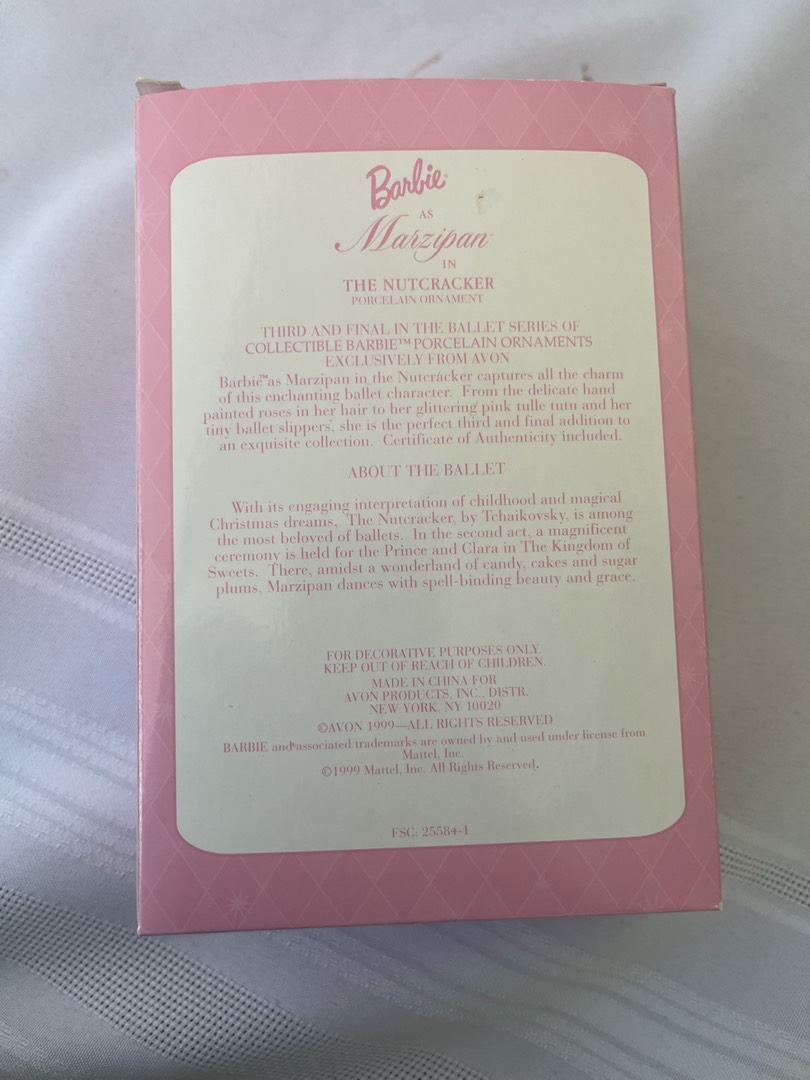 Barbie®
AS
Marzipan™
IN
THE NUTCRACKER
PORCELAIN ORNAMENT
THIRD AND FINAL IN THE BALLET SERIES OF
COLLECTIBLE BARBIE™ PORCELAIN ORNAMENTS
EXCLUSIVELY FROM AVON
Barbie™ as Marzipan in the Nutcracker captures all the charm
of this enchanting ballet character. From the delicate hand
painted roses in her hair to her glittering pink tulle tutu and her
tiny ballet slippers, she is the perfect third and final addition to
an exquisite collection. Certificate of Authenticity included.
ABOUT THE BALLET
With its engaging interpretation of childhood and magical
Christmas dreams, The Nutcracker, by Tchaikovsky, is among
the most beloved of ballets. In the second act, a magnificent
ceremony is held for the Prince and Clara in The Kingdom of
Sweets. There, amidst a wonderland of candy, cakes and sugar
plums, Marzipan dances with spell-binding beauty and grace.
FOR DECORATIVE PURPOSES ONLY.
KEEP OUT OF REACH OF CHILDREN.
MADE IN CHINA FOR
AVON PRODUCTS, INC., DISTR.
NEW YORK, NY 10020
©AVON 1999—ALL RIGHTS RESERVED
BARBIE and associated trademarks are owned by and used under license from
Mattel, Inc.
©1999 Mattel, Inc. All Rights Reserved.
FSC: 25584-1